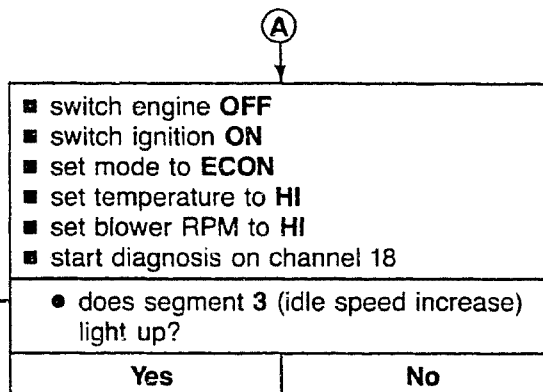 A
■ switch engine OFF
■ switch ignition ON
■ set mode to ECON
■ set temperature to HI
■ set blower RPM to HI
■ start diagnosis on channel 18
● does segment 3 (idle speed increase)
light up?
Yes No